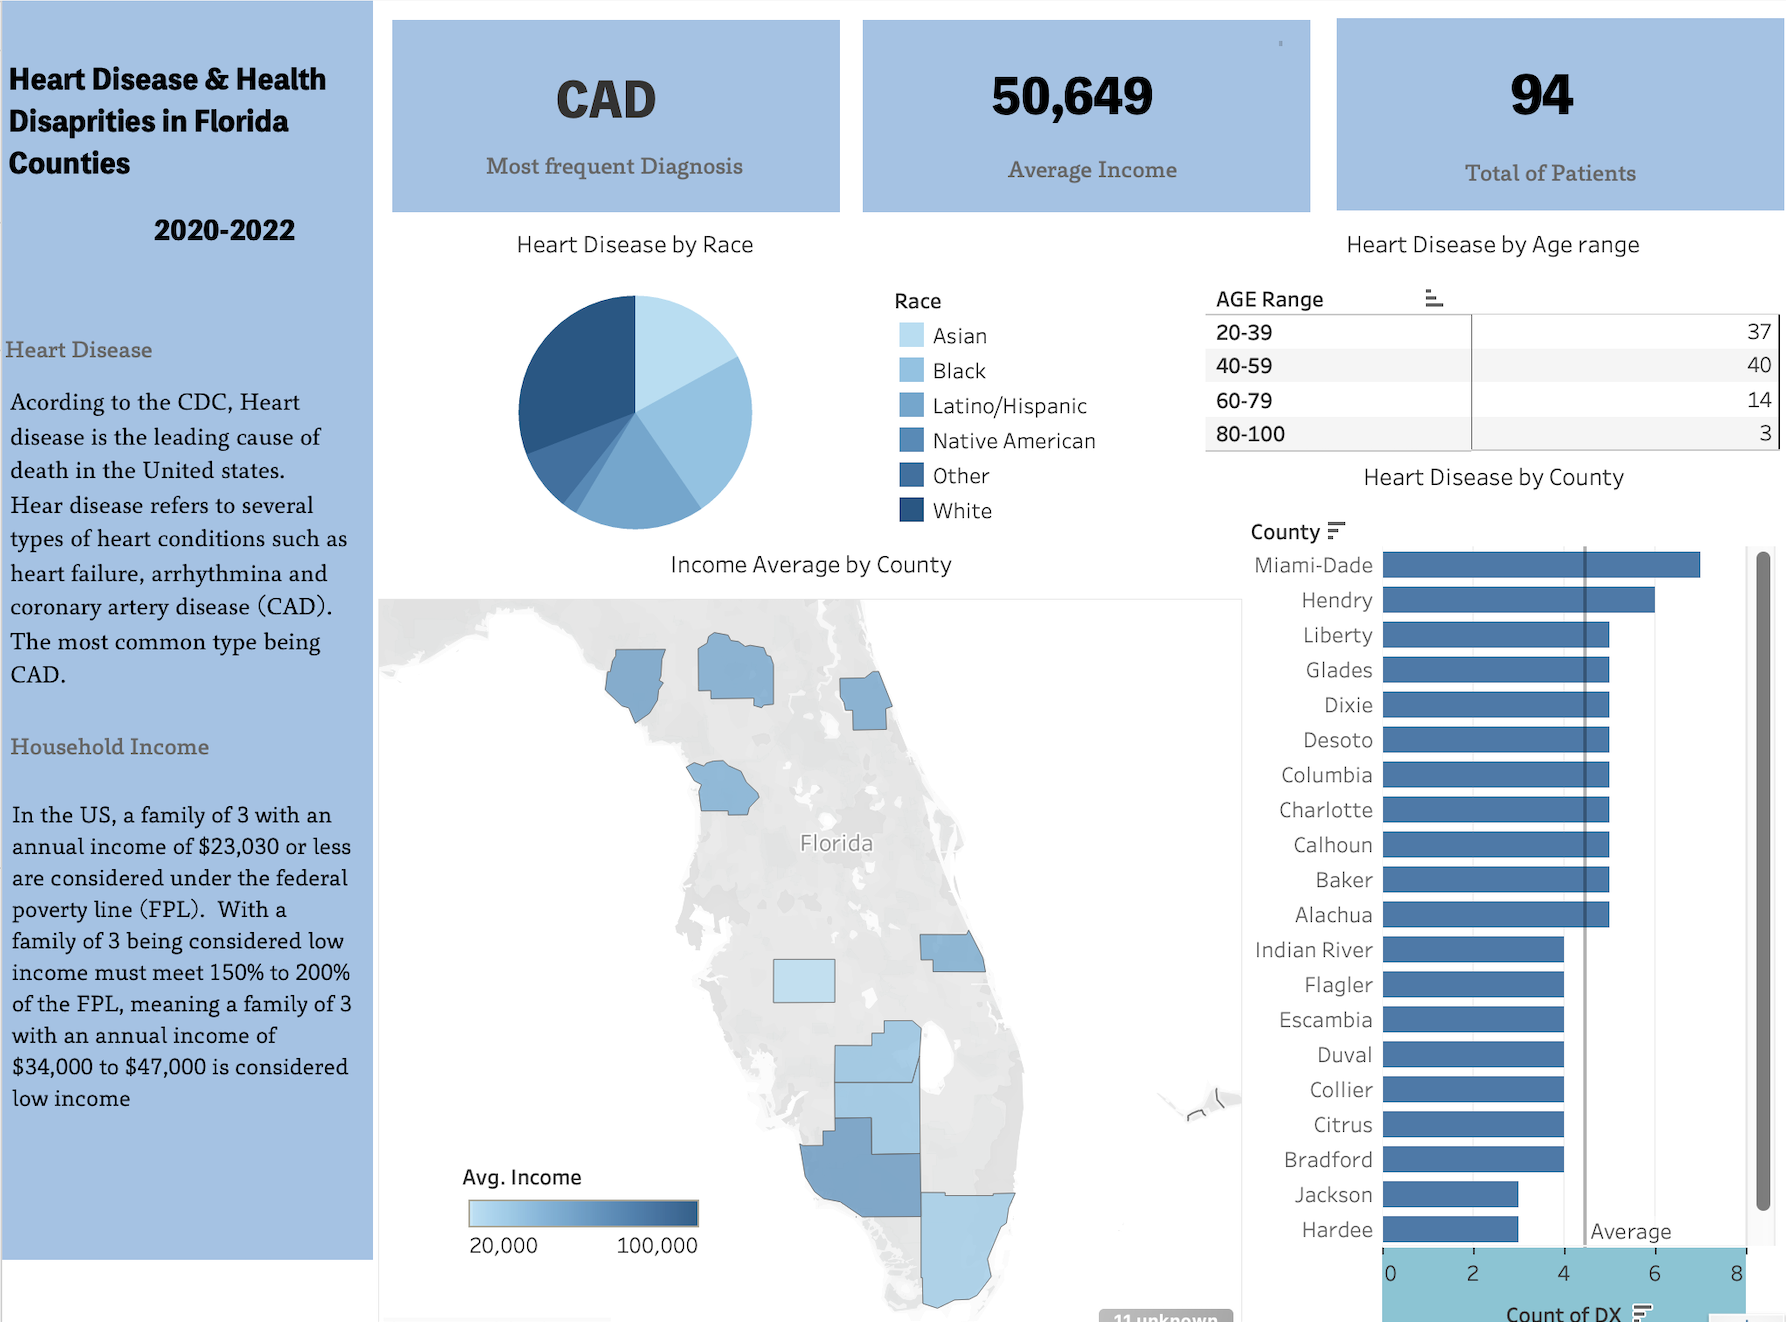 Heart Disease & Health
Disaprities in Florida
Counties
2020-2022
Heart Disease
Acording to the CDC, Heart
disease is the leading cause of
death in the United states.
Hear disease refers to several
types of heart conditions such as
heart failure, arrhythmina and
coronary artery disease (CAD).
The most common type being
CAD.
Household Income
In the US, a family of 3 with an
annual income of $23,030 or less
are considered under the federal
poverty line (FPL).  With a
family of 3 being considered low
income must meet 150% to 200%
of the FPL, meaning a family of 3
with an annual income of
$34,000 to $47,000 is considered
low income
CAD
Most frequent Diagnosis
50,649
Average Income
94
Total of Patients
Heart Disease by Race
Race
Asian
Black
Latino/Hispanic
Native American
Other
White
Heart Disease by Age range
AGE Range
20-39 37
40-59 40
60-79 14
80-100 3
Income Average by County
Florida
Avg. Income
20,000 100,000
11 unknown
Heart Disease by County
County
Miami-Dade
Hendry
Liberty
Glades
Dixie
Desoto
Columbia
Charlotte
Calhoun
Baker
Alachua
Indian River
Flagler
Escambia
Duval
Collier
Citrus
Bradford
Jackson
Hardee
Average
0 2 4 6 8
Count of DX